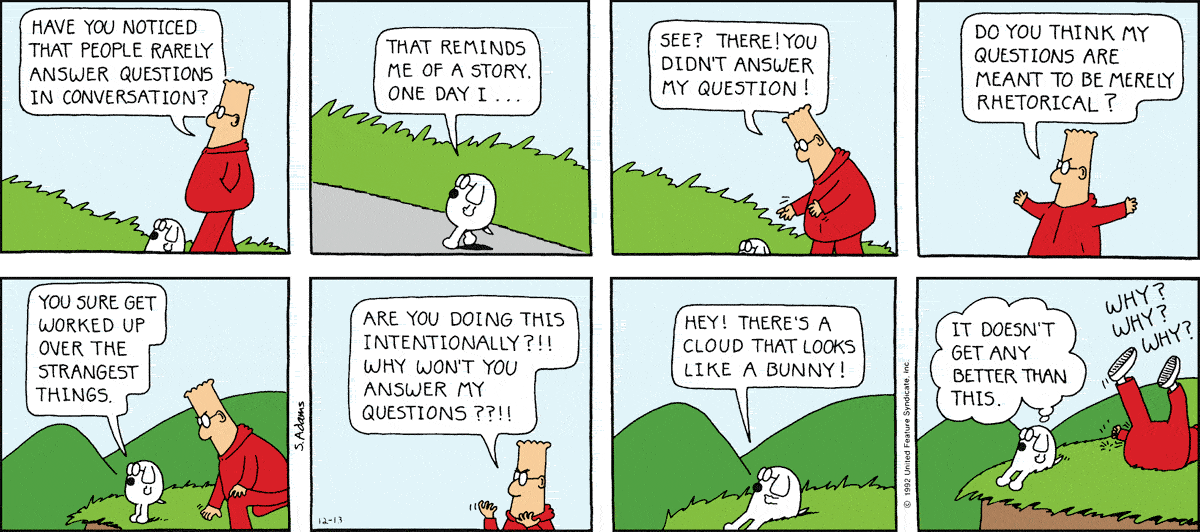 HAVE YOU NOTICED
THAT PEOPLE RARELY
ANSWER QUESTIONS
IN CONVERSATION?
THAT REMINDS
ME OF A STORY.
ONE DAY I ...
SEE? THERE! YOU
DIDN'T ANSWER
MY QUESTION!
DO YOU THINK MY
QUESTIONS ARE
MEANT TO BE MERELY
RHETORICAL?
YOU SURE GET
WORKED UP
OVER THE
STRANGEST
THINGS.
S.Adams
ARE YOU DOING THIS
INTENTIONALLY?!!
WHY WON'T YOU
ANSWER MY
QUESTIONS??!!
12-13
HEY! THERE'S A
CLOUD THAT LOOKS
LIKE A BUNNY!
© 1992 United Feature Syndicate, Inc.
IT DOESN'T
GET ANY
BETTER THAN
THIS.
WHY?
WHY?
WHY?